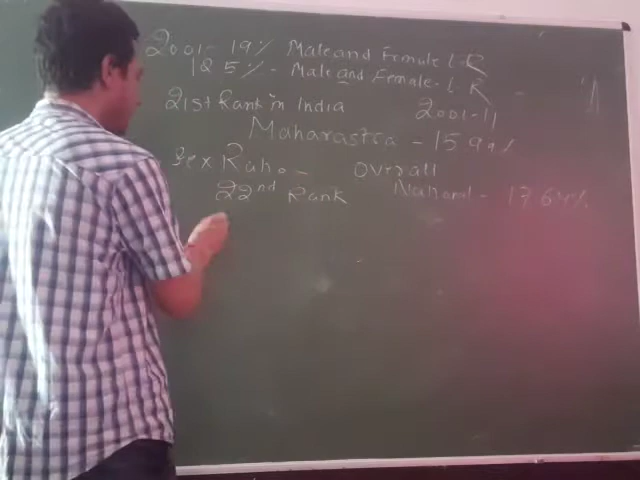 2001- 19% Male and Female L.R
12 5% - Male and Female- L. R
21st Rank in India 2001-11
Maharastra - 15 99%
Sex Ratio - overall
22nd Rank National - 17 64%